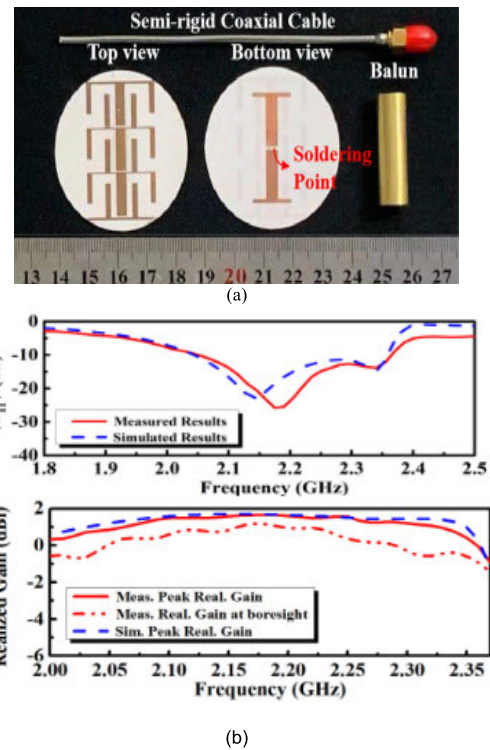 Semi-rigid Coaxial Cable
Top view
Bottom view
Balun
Soldering
Point
13 14 15 16 17 18 19 20 21 22 23 24 25 26 27
(a)
0
-10
-20
-30
-40
Measured Results
Simulated Results
1.8 1.9 2.0 2.1 2.2 2.3 2.4 2.5
Frequency (GHz)
Realized Gain (dBi)
2
0
-2
-4
-6
Meas. Peak Real. Gain
Meas. Real. Gain at boresight
Sim. Peak Real. Gain
2.00 2.05 2.10 2.15 2.20 2.25 2.30 2.35
Frequency (GHz)
(b)